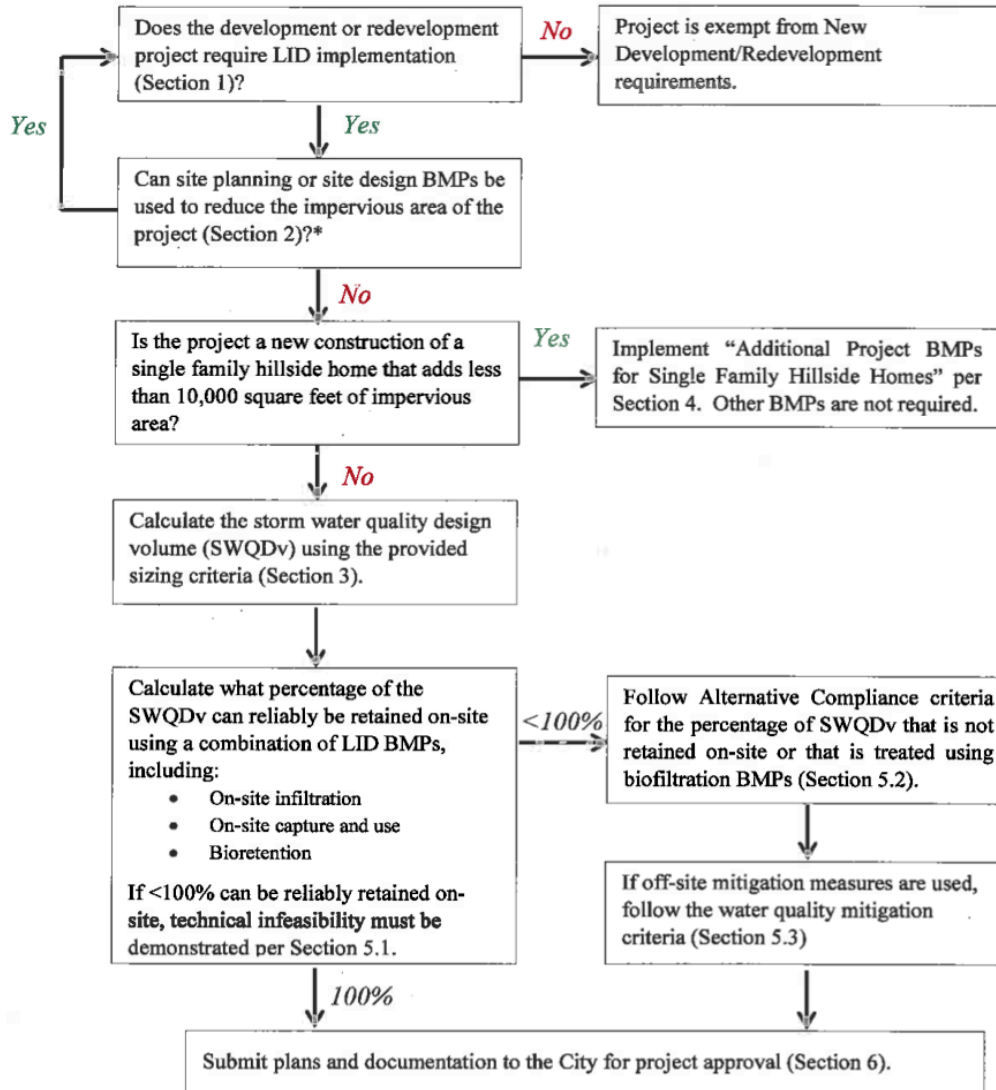 Does the development or redevelopment
project require LID implementation
(Section 1)?
No
Project is exempt from New
Development/Redevelopment
requirements.
Yes
Yes
Can site planning or site design BMPs be
used to reduce the impervious area of the
project (Section 2)?*
No
Is the project a new construction of a
single family hillside home that adds less
than 10,000 square feet of impervious
area?
Yes
Implement “Additional Project BMPs
for Single Family Hillside Homes” per
Section 4. Other BMPs are not required.
No
Calculate the storm water quality design
volume (SWQDv) using the provided
sizing criteria (Section 3).
Calculate what percentage of the
SWQDv can reliably be retained on-site
using a combination of LID BMPs,
including:
• On-site infiltration
• On-site capture and use
• Bioretention
If <100% can be reliably retained on-
site, technical infeasibility must be
demonstrated per Section 5.1.
<100%
Follow Alternative Compliance criteria
for the percentage of SWQDv that is not
retained on-site or that is treated using
biofiltration BMPs (Section 5.2).
If off-site mitigation measures are used,
follow the water quality mitigation
criteria (Section 5.3)
100%
Submit plans and documentation to the City for project approval (Section 6).